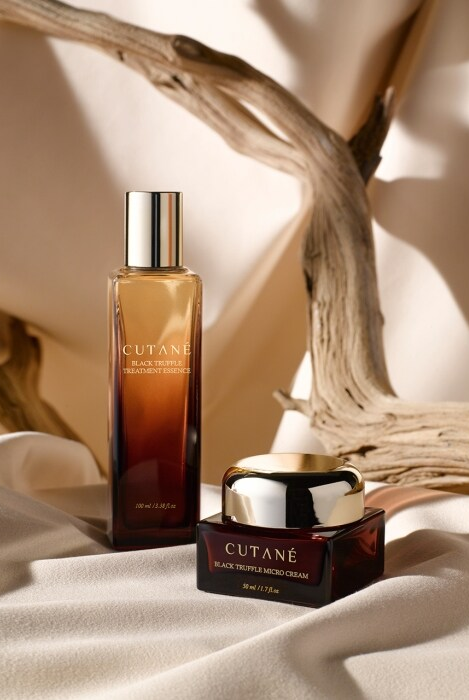 CUTANÉ
BLACK TRUFFLE
TREATMENT ESSENCE
100 ml / 3.38 fl.oz
CUTANÉ
BLACK TRUFFLE MICRO CREAM
50 ml / 1.7 fl.oz